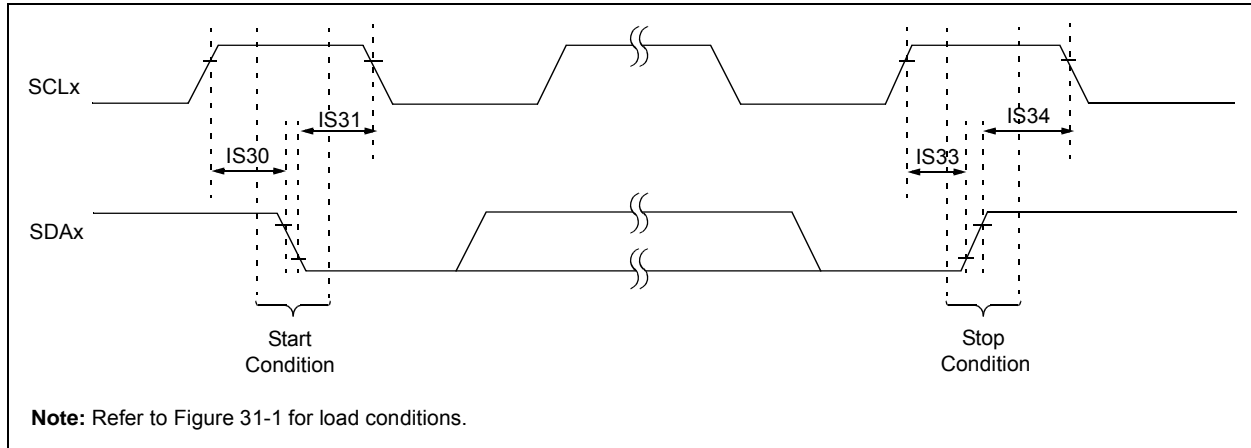 SCLx
IS31
IS34
IS30
IS33
SDAx
Start
Condition
Stop
Condition
Note: Refer to Figure 31-1 for load conditions.